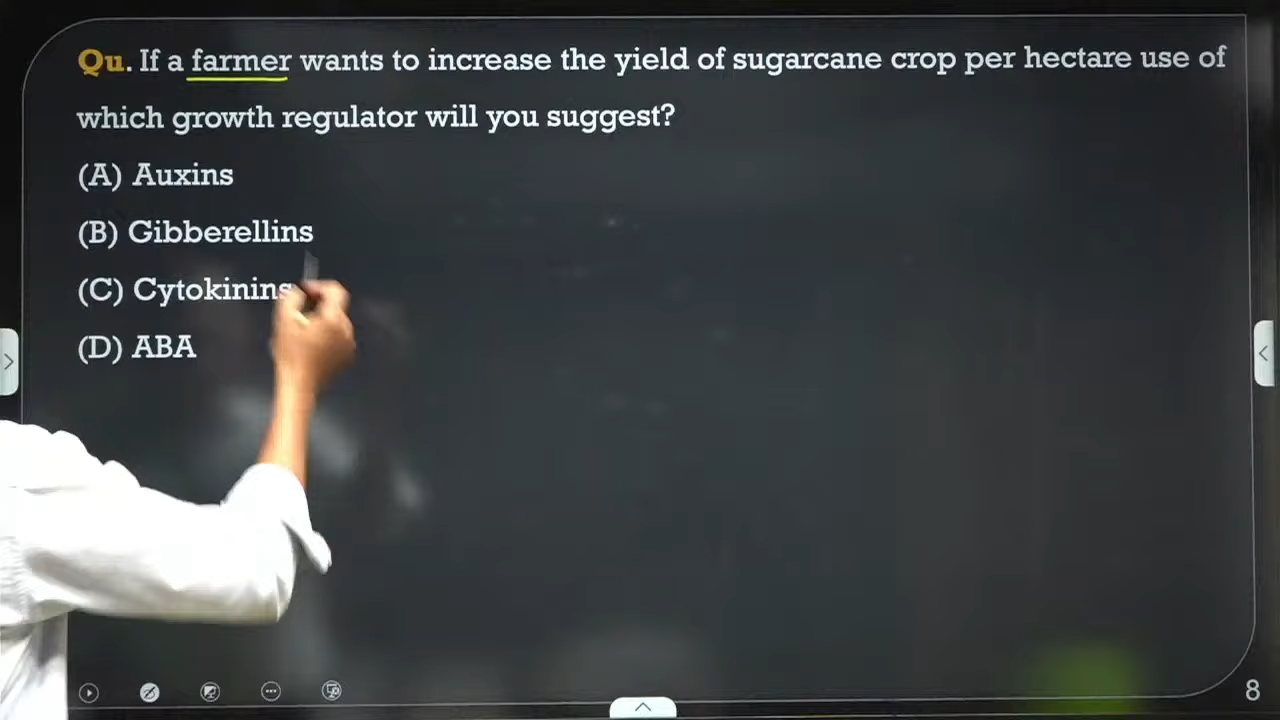 Qu. If a farmer wants to increase the yield of sugarcane crop per hectare use of
which growth regulator will you suggest?
(A) Auxins
(B) Gibberellins
(C) Cytokinins
(D) ABA
8